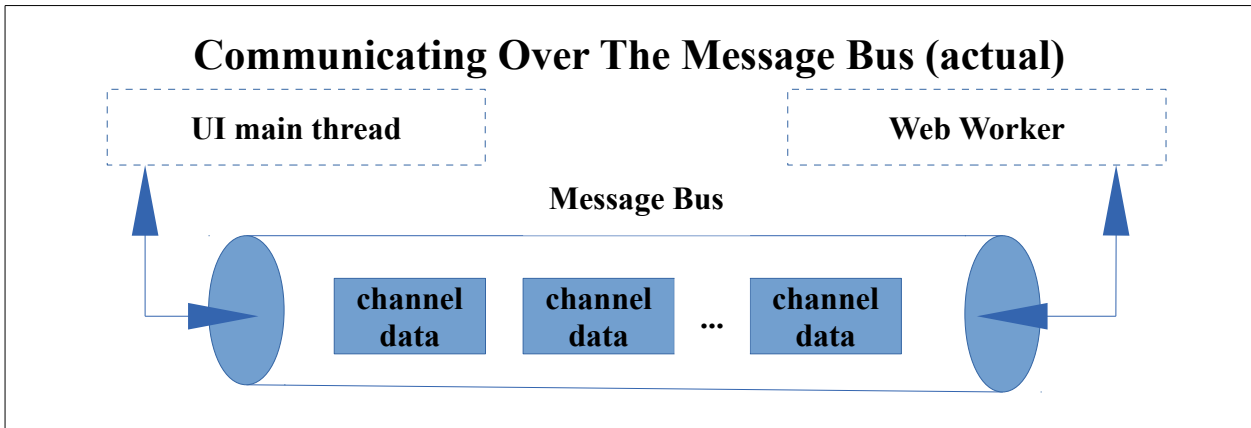 Communicating Over The Message Bus (actual)
UI main thread
Web Worker
Message Bus
channel data
channel data
...
channel data